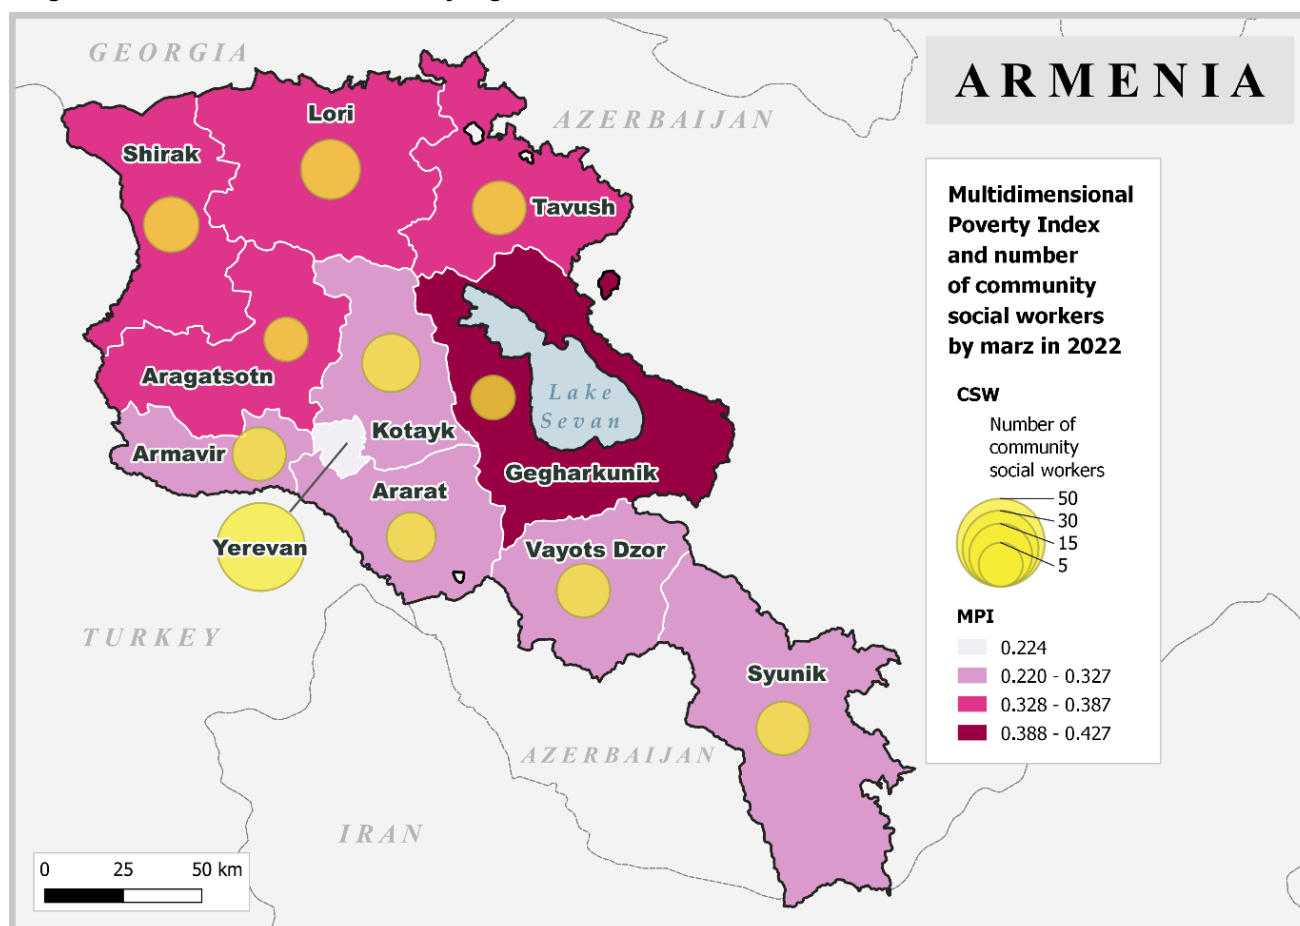 GEORGIA
AZERBAIJAN
ARMENIA
Lori
Shirak
Tavush
Aragatsotn
Lake
Sevan
Kotayk
Armavir
Gegharkunik
Ararat
Yerevan
Vayots Dzor
TURKEY
Syunik
AZERBAIJAN
IRAN
0 25 50 km
Multidimensional
Poverty Index
and number
of community
social workers
by marz in 2022
CSW
Number of
community
social workers
50
30
15
5
MPI
0.224
0.220 - 0.327
0.328 - 0.387
0.388 - 0.427